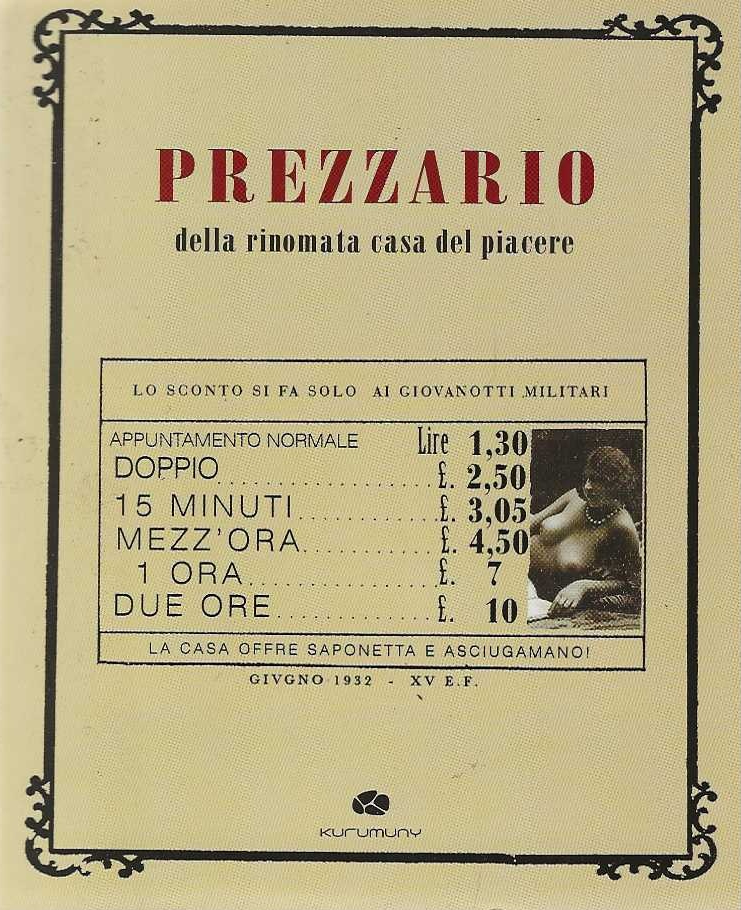 PREZZARIO
della rinomata casa del piacere
LO SCONTO SI FA SOLO AI GIOVANOTTI MILITARI
APPUNTAMENTO NORMALE Lire 1,30
DOPPIO.....................£. 2,50
15 MINUTI..............£. 3,05
MEZZ'ORA.............£. 4,50
1 ORA...................£. 7
DUE ORE................£. 10
LA CASA OFFRE SAPONETTA E ASCIUGAMANO!
GIVGNO 1932 - XV E.F.
KURUMUNY